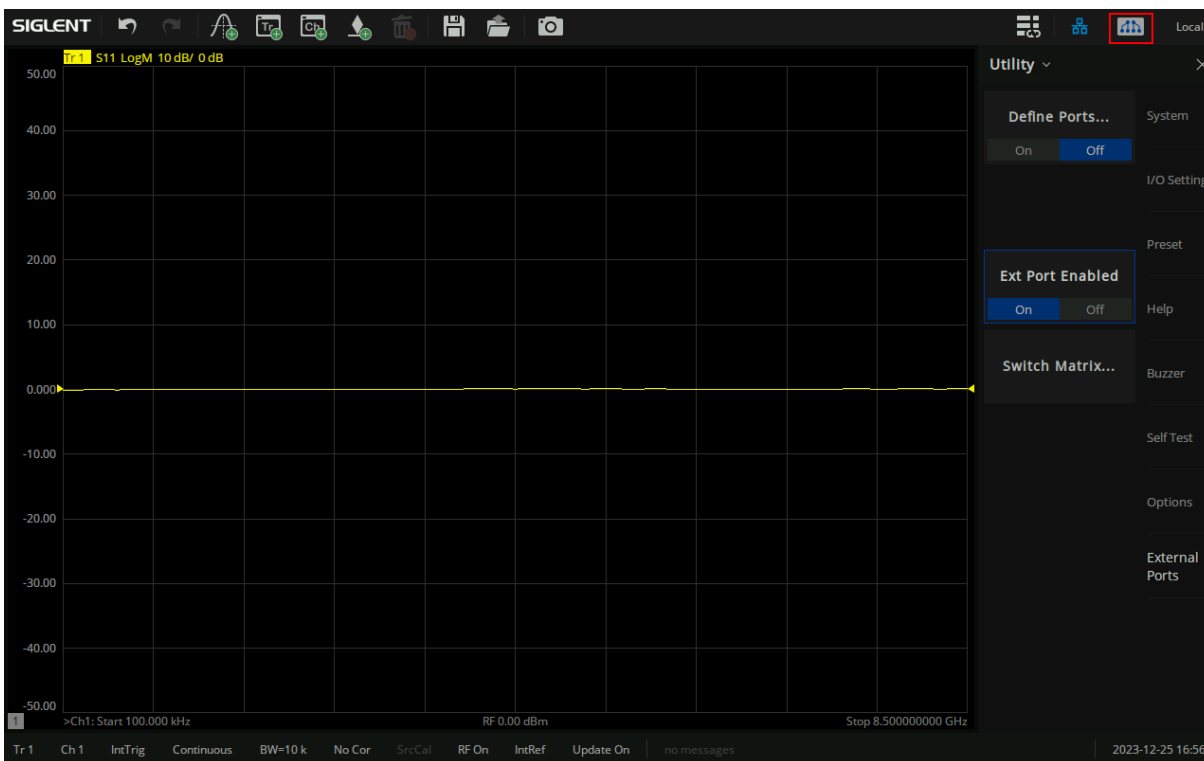 SIGLENT Tr Ch Local
Tr 1 S11 LogM 10 dB/ 0 dB
50.00
40.00
30.00
20.00
10.00
0.000
-10.00
-20.00
-30.00
-40.00
-50.00
1 >Ch1: Start 100.000 kHz RF 0.00 dBm Stop 8.500000000 GHz
Utility
Define Ports...
On Off
Ext Port Enabled
On Off
Switch Matrix...
System
I/O Setting
Preset
Help
Buzzer
Self Test
Options
External
Ports
Tr 1 Ch 1 IntTrig Continuous BW=10 k No Cor SrcCal RF On IntRef Update On no messages 2023-12-25 16:56